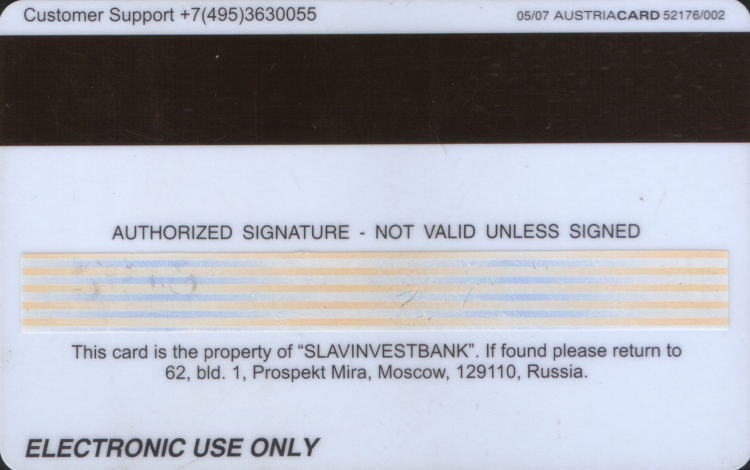 Customer Support +7(495)3630055
05/07 AUSTRIACARD 52176/002
AUTHORIZED SIGNATURE - NOT VALID UNLESS SIGNED
This card is the property of “SLAVINVESTBANK”. If found please return to
62, bld. 1, Prospekt Mira, Moscow, 129110, Russia.
ELECTRONIC USE ONLY